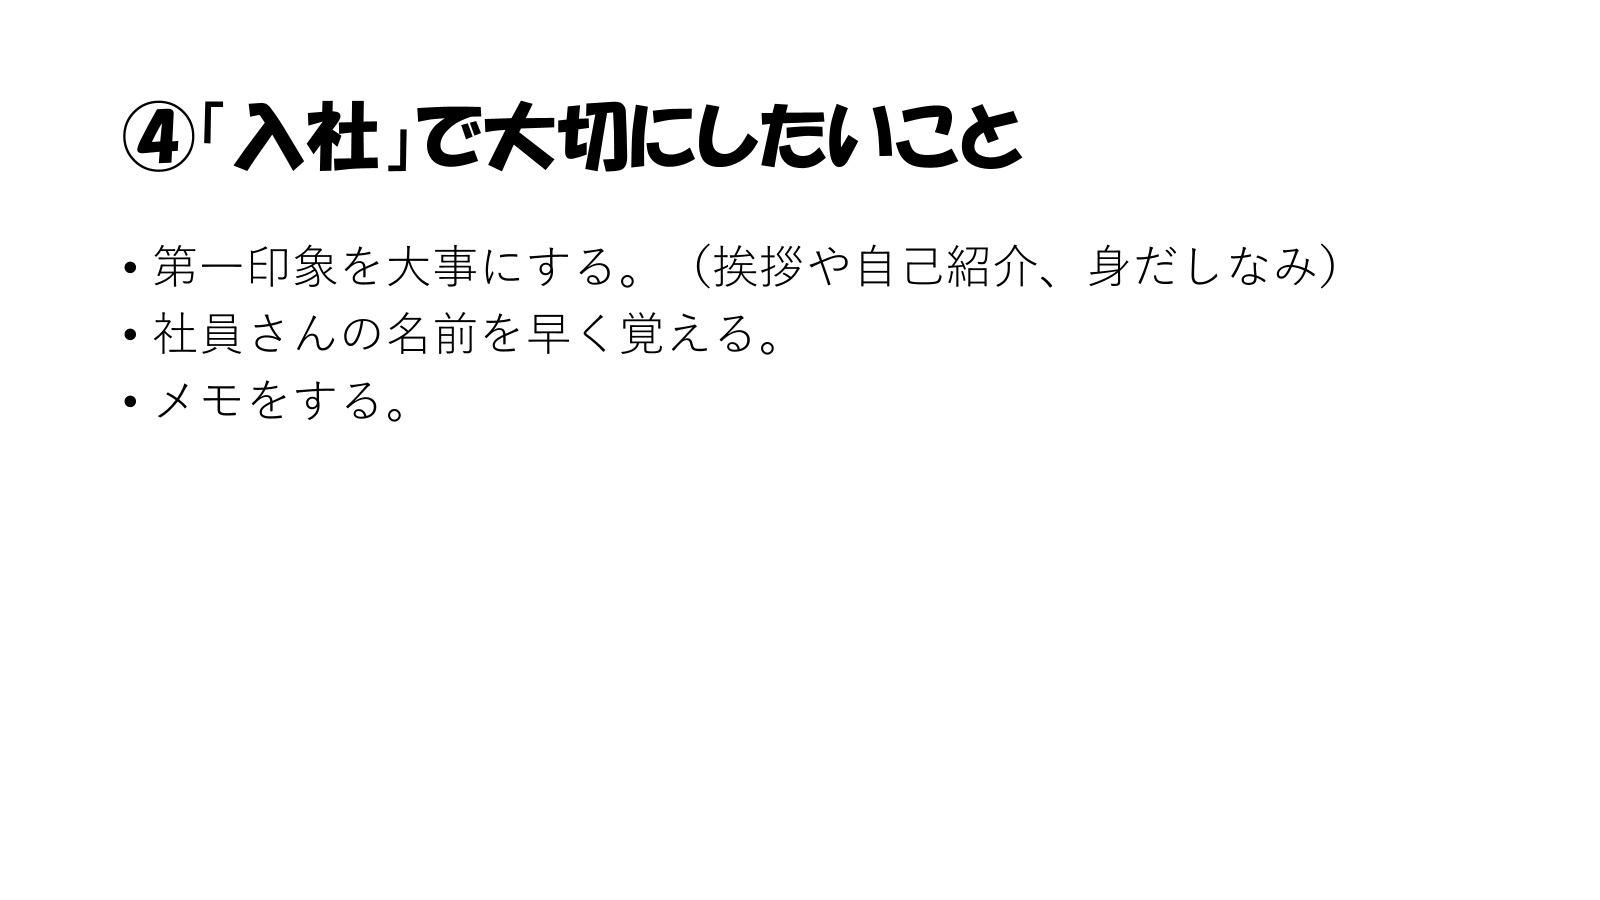 ④「入社」で大切にしたいこと
• 第一印象を大事にする。（挨拶や自己紹介、身だしなみ）
• 社員さんの名前を早く覚える。
• メモをする。